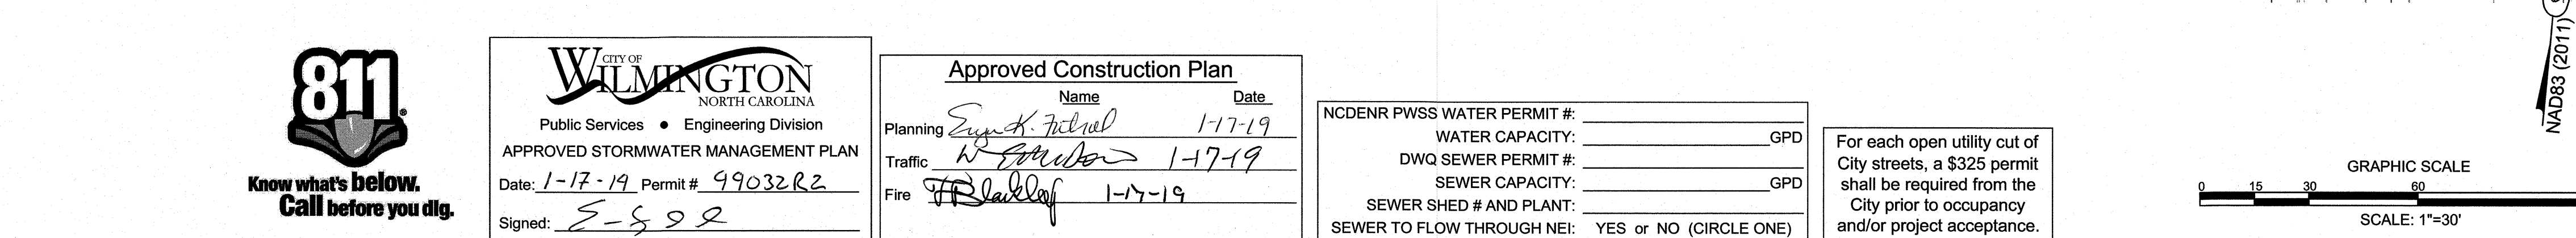 811®
Know what's below.
Call before you dig.
CITY OF
WILMINGTON
NORTH CAROLINA
Public Services • Engineering Division
APPROVED STORMWATER MANAGEMENT PLAN
Date: 1-17-19 Permit # 99032R2
Signed:
Approved Construction Plan
Name Date
Planning 1-17-19
Traffic 1-17-19
Fire 1-17-19
NCDENR PWSS WATER PERMIT #:
WATER CAPACITY: GPD
DWQ SEWER PERMIT #:
SEWER CAPACITY: GPD
SEWER SHED # AND PLANT:
SEWER TO FLOW THROUGH NEI: YES or NO (CIRCLE ONE)
For each open utility cut of
City streets, a $325 permit
shall be required from the
City prior to occupancy
and/or project acceptance.
GRAPHIC SCALE
0 15 30 60
SCALE: 1"=30'
NAD83 (2011)